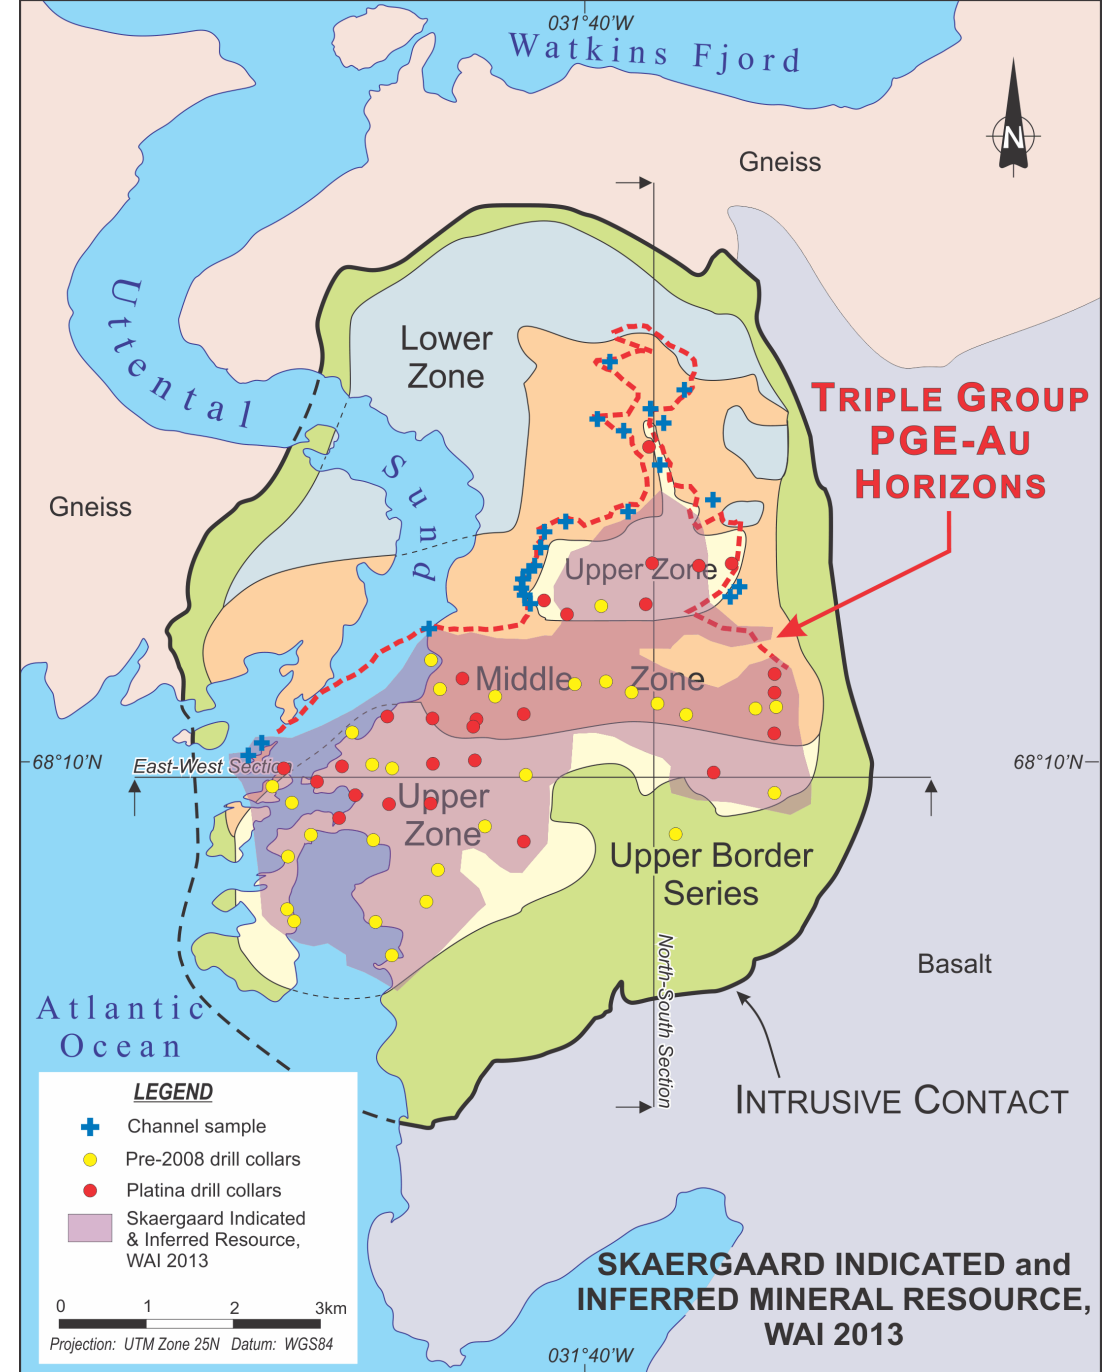 031°40'W
Watkins Fjord
N
Gneiss
Uttental
Sund
Lower
Zone
TRIPLE GROUP
PGE-AU
HORIZONS
Gneiss
Upper Zone
Middle Zone
68°10'N
East-West Section
68°10'N
Upper
Zone
Upper Border
Series
North-South Section
Basalt
Atlantic
Ocean
INTRUSIVE CONTACT
LEGEND
Channel sample
Pre-2008 drill collars
Platina drill collars
Skaergaard Indicated
& Inferred Resource,
WAI 2013
0 1 2 3km
Projection: UTM Zone 25N Datum: WGS84
SKAERGAARD INDICATED and
INFERRED MINERAL RESOURCE,
WAI 2013
031°40'W